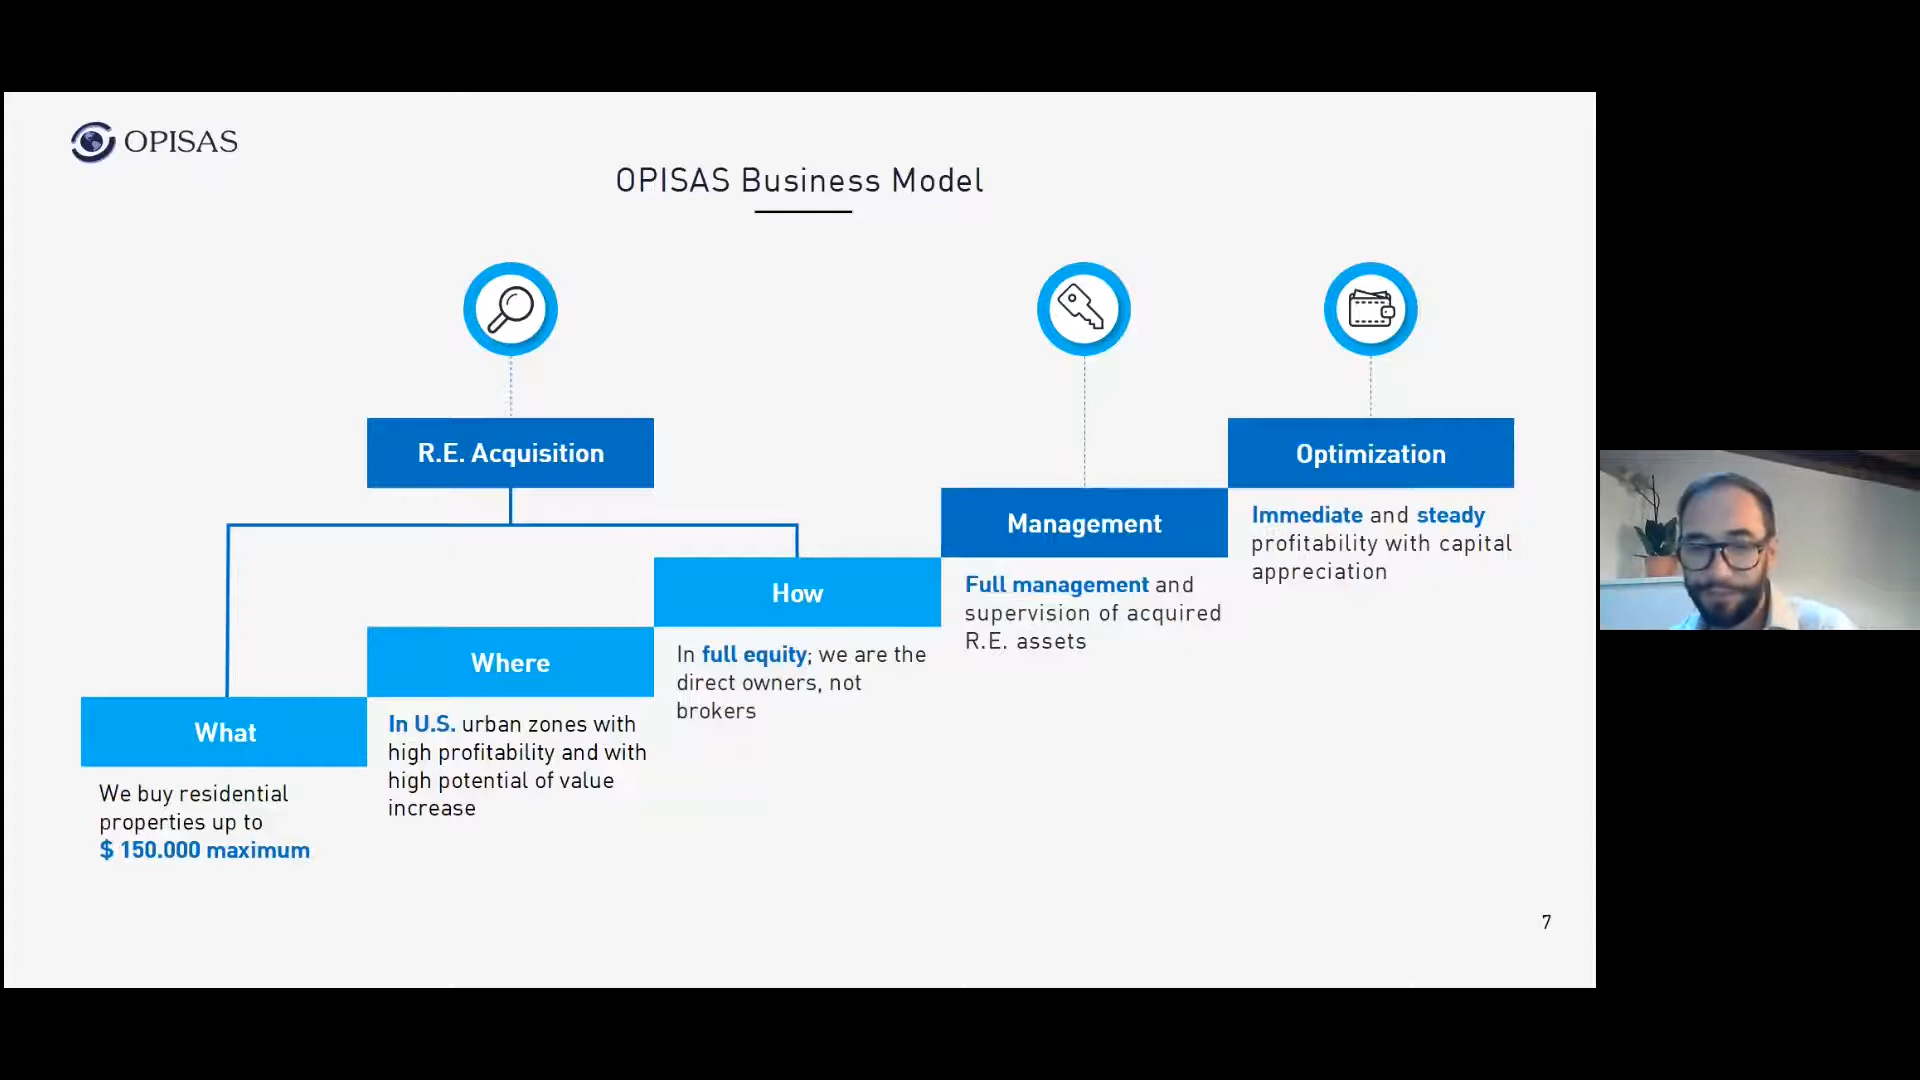 OPISAS
OPISAS Business Model
R.E. Acquisition
What
We buy residential
properties up to
$ 150.000 maximum
Where
In U.S. urban zones with
high profitability and with
high potential of value
increase
How
In full equity; we are the
direct owners, not
brokers
Management
Full management and
supervision of acquired
R.E. assets
Optimization
Immediate and steady
profitability with capital
appreciation
7